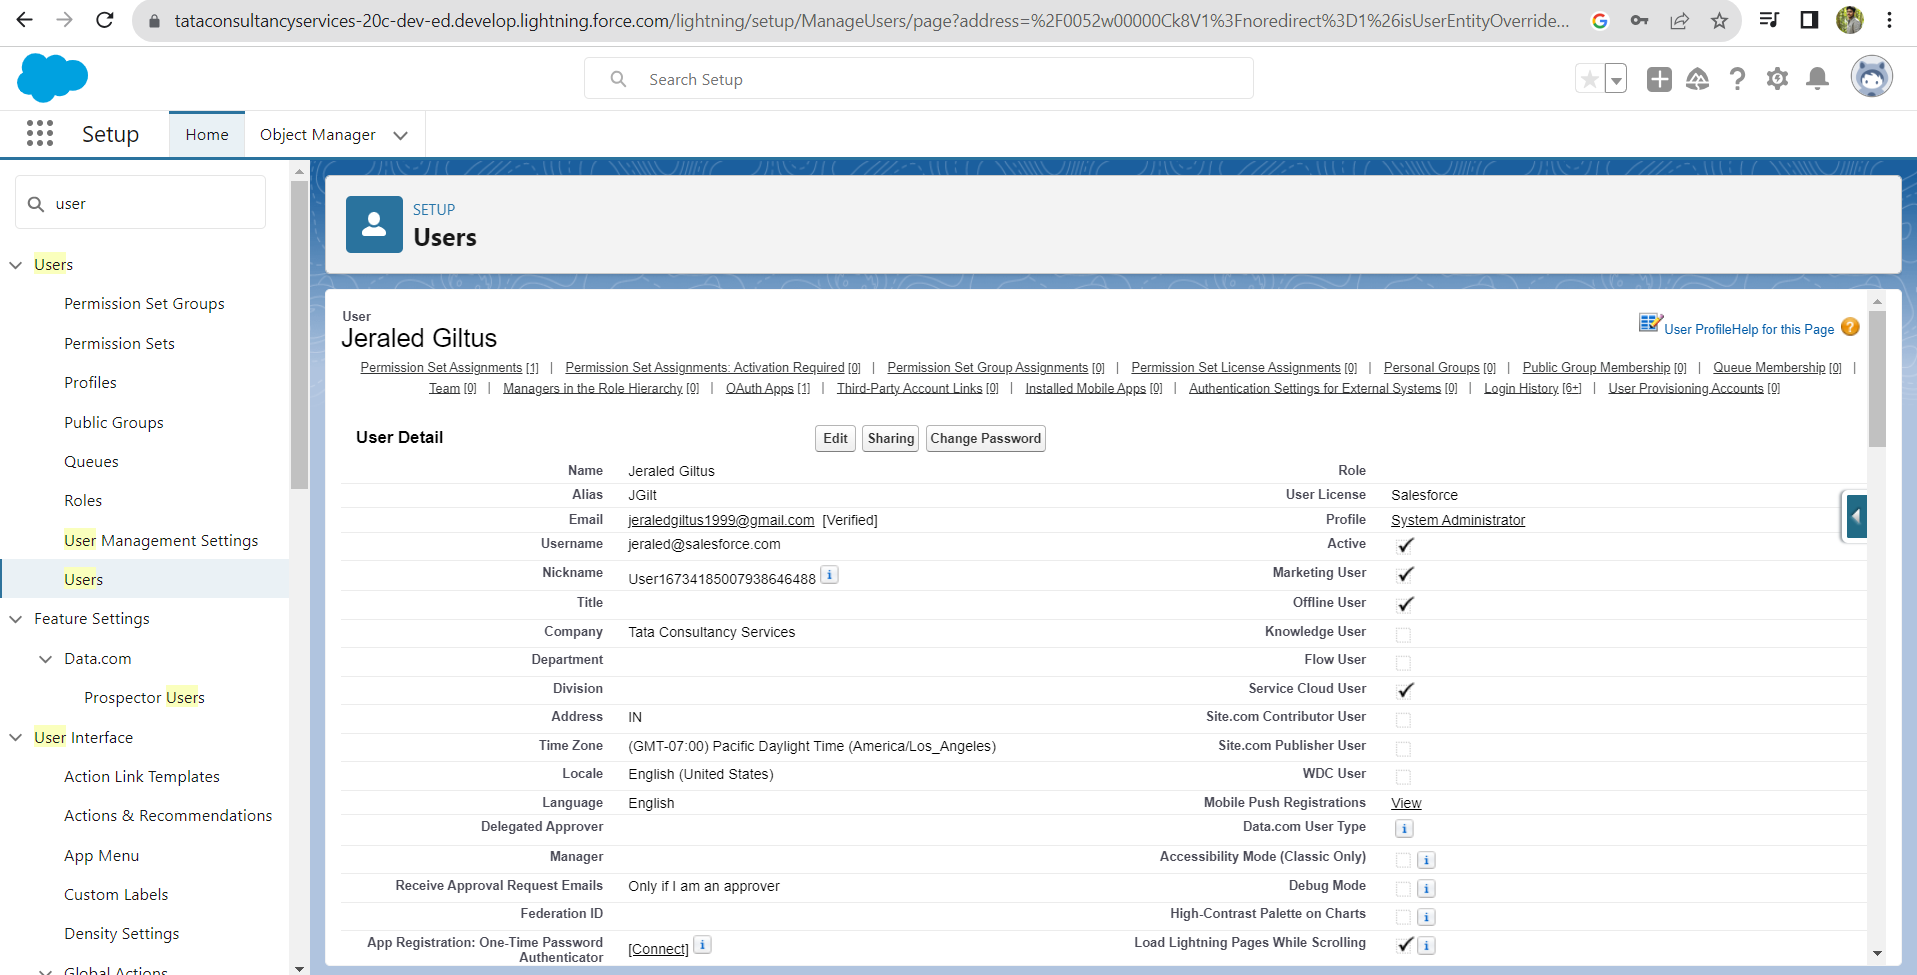 tataconsultancyservices-20c-dev-ed.develop.lightning.force.com/lightning/setup/ManageUsers/page?address=%2F0052w00000Ck8V1%3Fnoredirect%3D1%26isUserEntityOverride...
Search Setup
Setup
Home
Object Manager
user
Users
Permission Set Groups
Permission Sets
Profiles
Public Groups
Queues
Roles
User Management Settings
Users
Feature Settings
Data.com
Prospector Users
User Interface
Action Link Templates
Actions & Recommendations
App Menu
Custom Labels
Density Settings
Global Actions
SETUP
Users
User
Jeraled Giltus
User Profile Help for this Page
Permission Set Assignments [1] | Permission Set Assignments: Activation Required [0] | Permission Set Group Assignments [0] | Permission Set License Assignments [0] | Personal Groups [0] | Public Group Membership [0] | Queue Membership [0] |
Team [0] | Managers in the Role Hierarchy [0] | OAuth Apps [1] | Third-Party Account Links [0] | Installed Mobile Apps [0] | Authentication Settings for External Systems [0] | Login History [6+] | User Provisioning Accounts [0]
User Detail
Edit Sharing Change Password
Name Jeraled Giltus Role
Alias JGilt User License Salesforce
Email jeraledgiltus1999@gmail.com [Verified] Profile System Administrator
Username jeraled@salesforce.com Active
Nickname User16734185007938646488 Marketing User
Title Offline User
Company Tata Consultancy Services Knowledge User
Department Flow User
Division Service Cloud User
Address IN Site.com Contributor User
Time Zone (GMT-07:00) Pacific Daylight Time (America/Los_Angeles) Site.com Publisher User
Locale English (United States) WDC User
Language English Mobile Push Registrations View
Delegated Approver Data.com User Type
Manager Accessibility Mode (Classic Only)
Receive Approval Request Emails Only if I am an approver Debug Mode
Federation ID High-Contrast Palette on Charts
App Registration: One-Time Password Authenticator [Connect] Load Lightning Pages While Scrolling